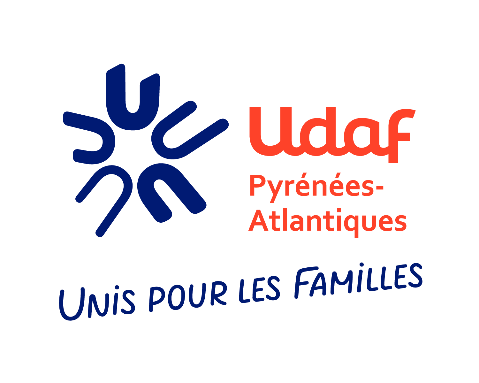 Udaf
Pyrénées-
Atlantiques
Unis pour les Familles